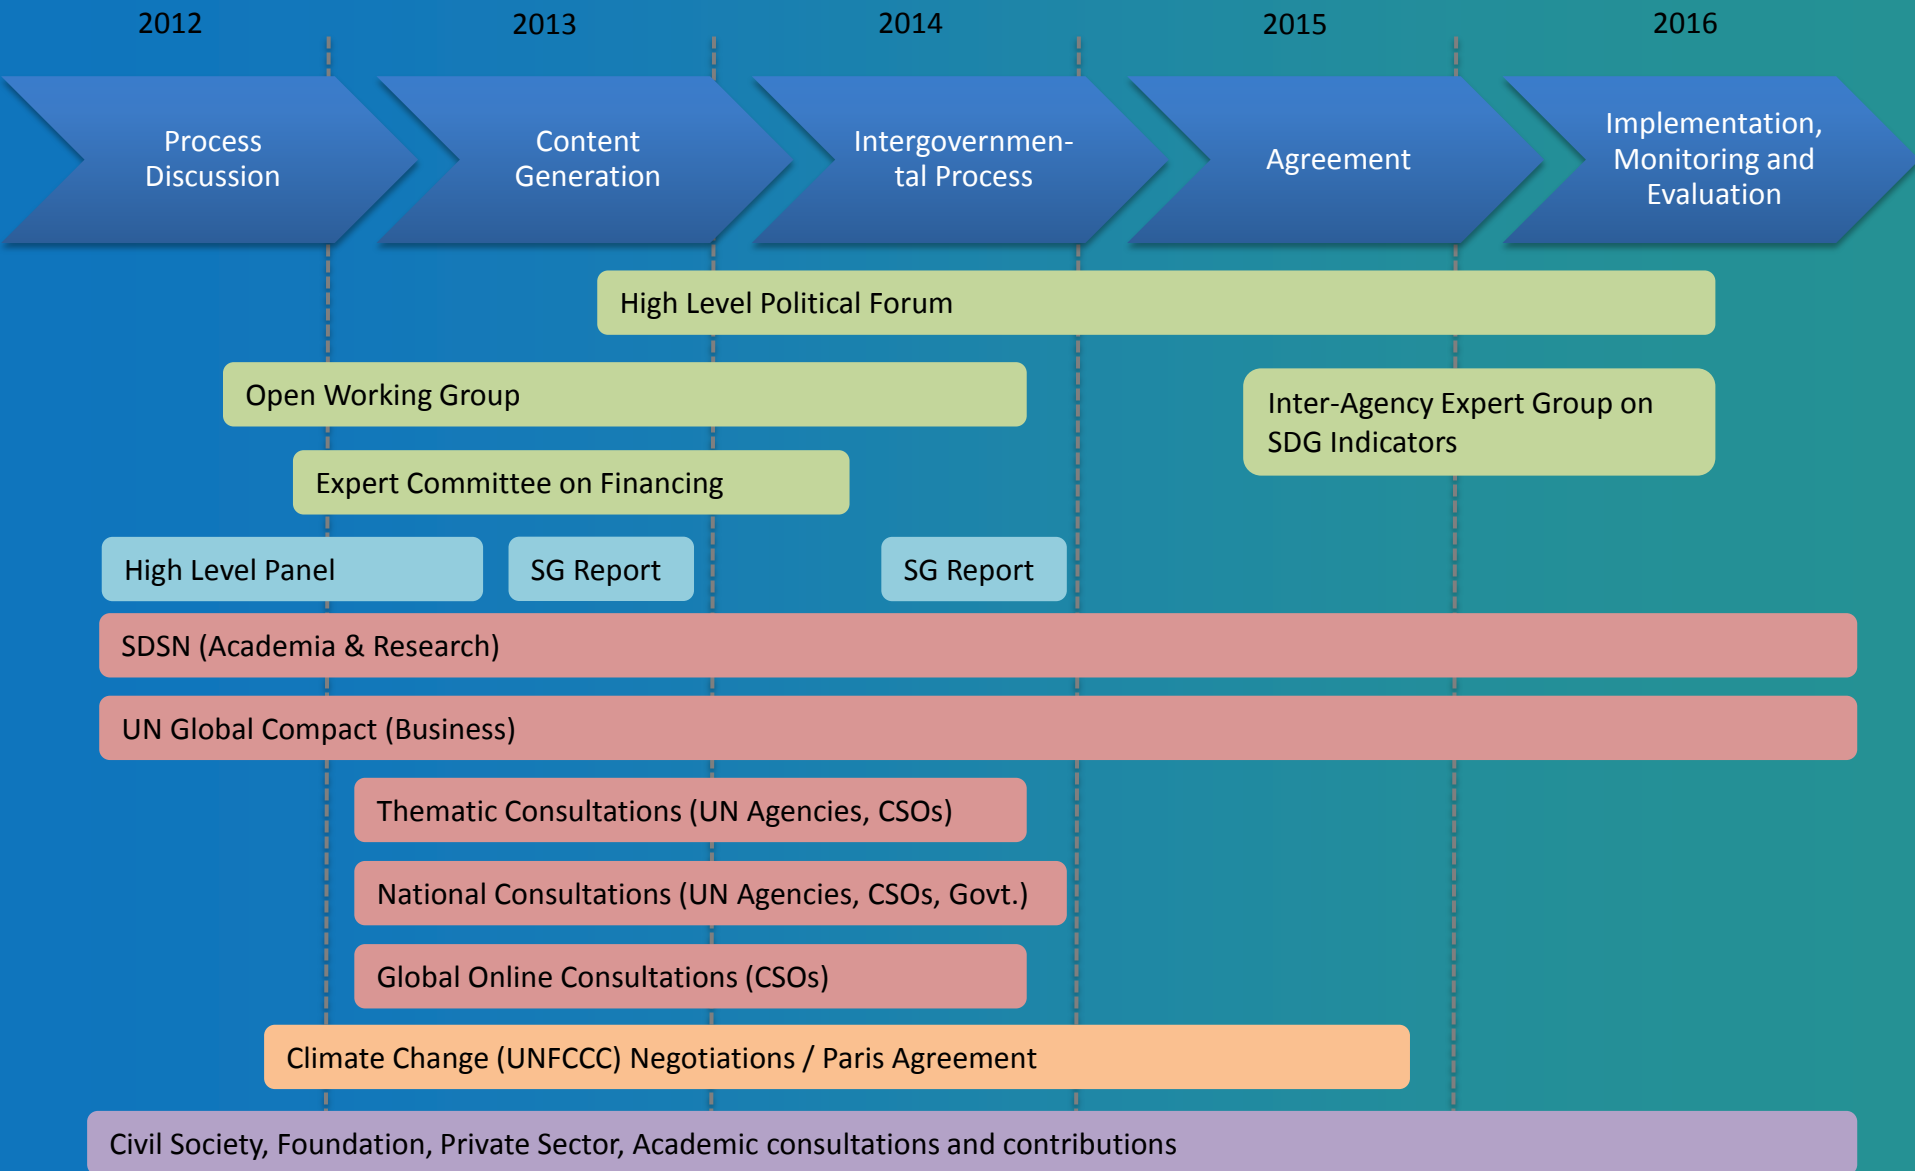 2012
2013
2014
2015
2016
Process
Discussion
Content
Generation
Intergovernmen-
tal Process
Agreement
Implementation,
Monitoring and
Evaluation
High Level Political Forum
Open Working Group
Inter-Agency Expert Group on
SDG Indicators
Expert Committee on Financing
High Level Panel
SG Report
SG Report
SDSN (Academia & Research)
UN Global Compact (Business)
Thematic Consultations (UN Agencies, CSOs)
National Consultations (UN Agencies, CSOs, Govt.)
Global Online Consultations (CSOs)
Climate Change (UNFCCC) Negotiations / Paris Agreement
Civil Society, Foundation, Private Sector, Academic consultations and contributions